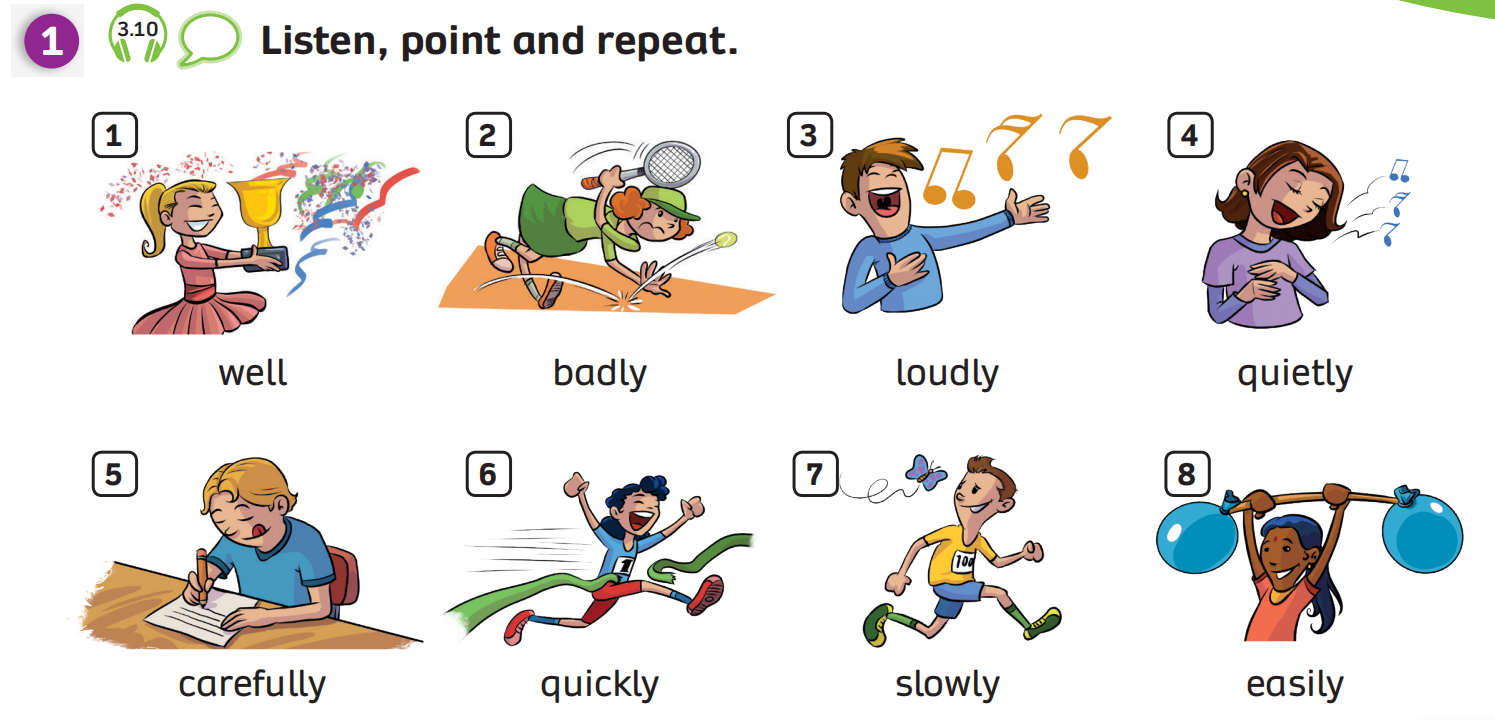 1 3.10 Listen, point and repeat.
1 2 3 4
well badly loudly quietly
5 6 7 8
1 100
carefully quickly slowly easily